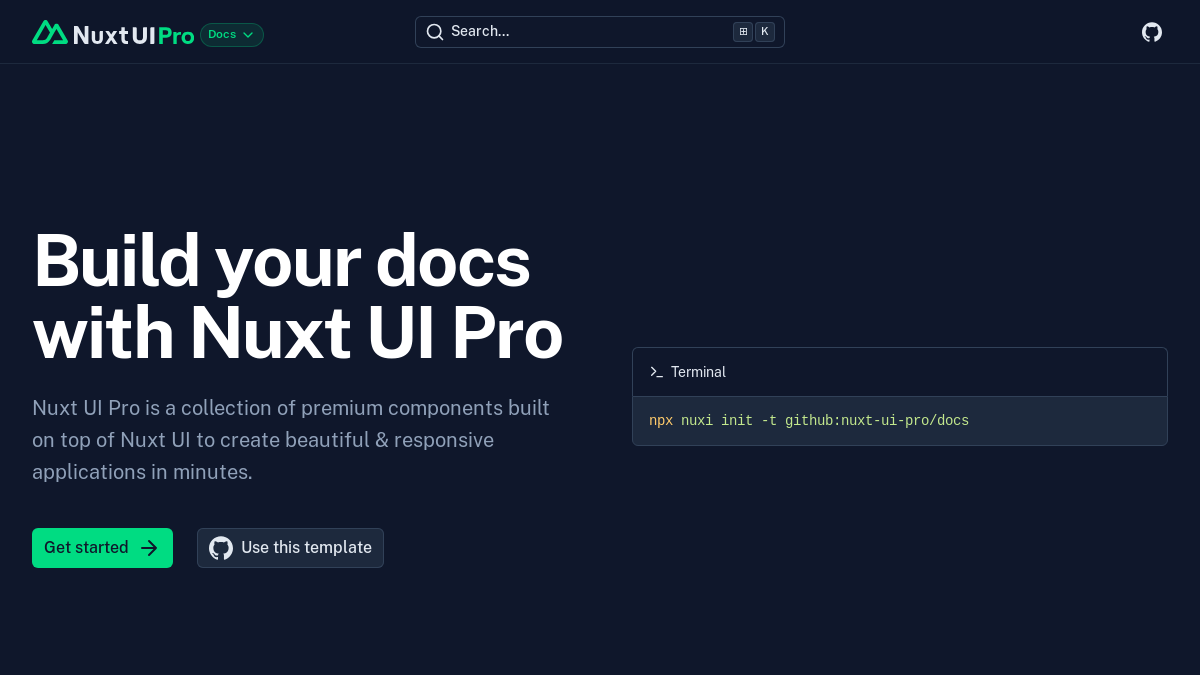 Nuxt UI Pro Docs
Search...
⊞ K
Build your docs
with Nuxt UI Pro
Nuxt UI Pro is a collection of premium components built
on top of Nuxt UI to create beautiful & responsive
applications in minutes.
Get started
Use this template
Terminal
npx nuxi init -t github:nuxt-ui-pro/docs